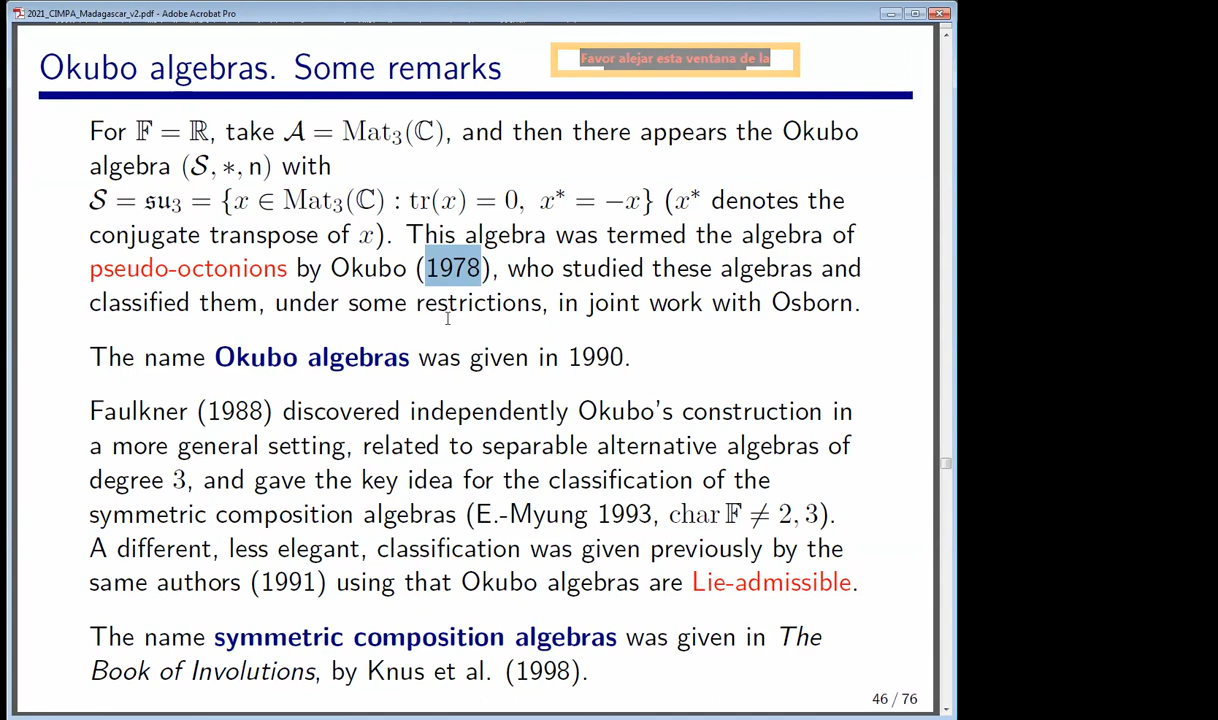 2021_CIMPA_Madagascar_v2.pdf - Adobe Acrobat Pro
Okubo algebras. Some remarks
Favor alejar esta ventana de la
For 𝔽 = ℝ, take 𝒜 = Mat₃(ℂ), and then there appears the Okubo
algebra (𝒮, ∗, n) with
𝒮 = 𝔰𝔲₃ = {x ∈ Mat₃(ℂ) : tr(x) = 0, x* = −x} (x* denotes the
conjugate transpose of x). This algebra was termed the algebra of
pseudo-octonions by Okubo (1978), who studied these algebras and
classified them, under some restrictions, in joint work with Osborn.
The name Okubo algebras was given in 1990.
Faulkner (1988) discovered independently Okubo's construction in
a more general setting, related to separable alternative algebras of
degree 3, and gave the key idea for the classification of the
symmetric composition algebras (E.-Myung 1993, char 𝔽 ≠ 2, 3).
A different, less elegant, classification was given previously by the
same authors (1991) using that Okubo algebras are Lie-admissible.
The name symmetric composition algebras was given in The
Book of Involutions, by Knus et al. (1998).
46 / 76